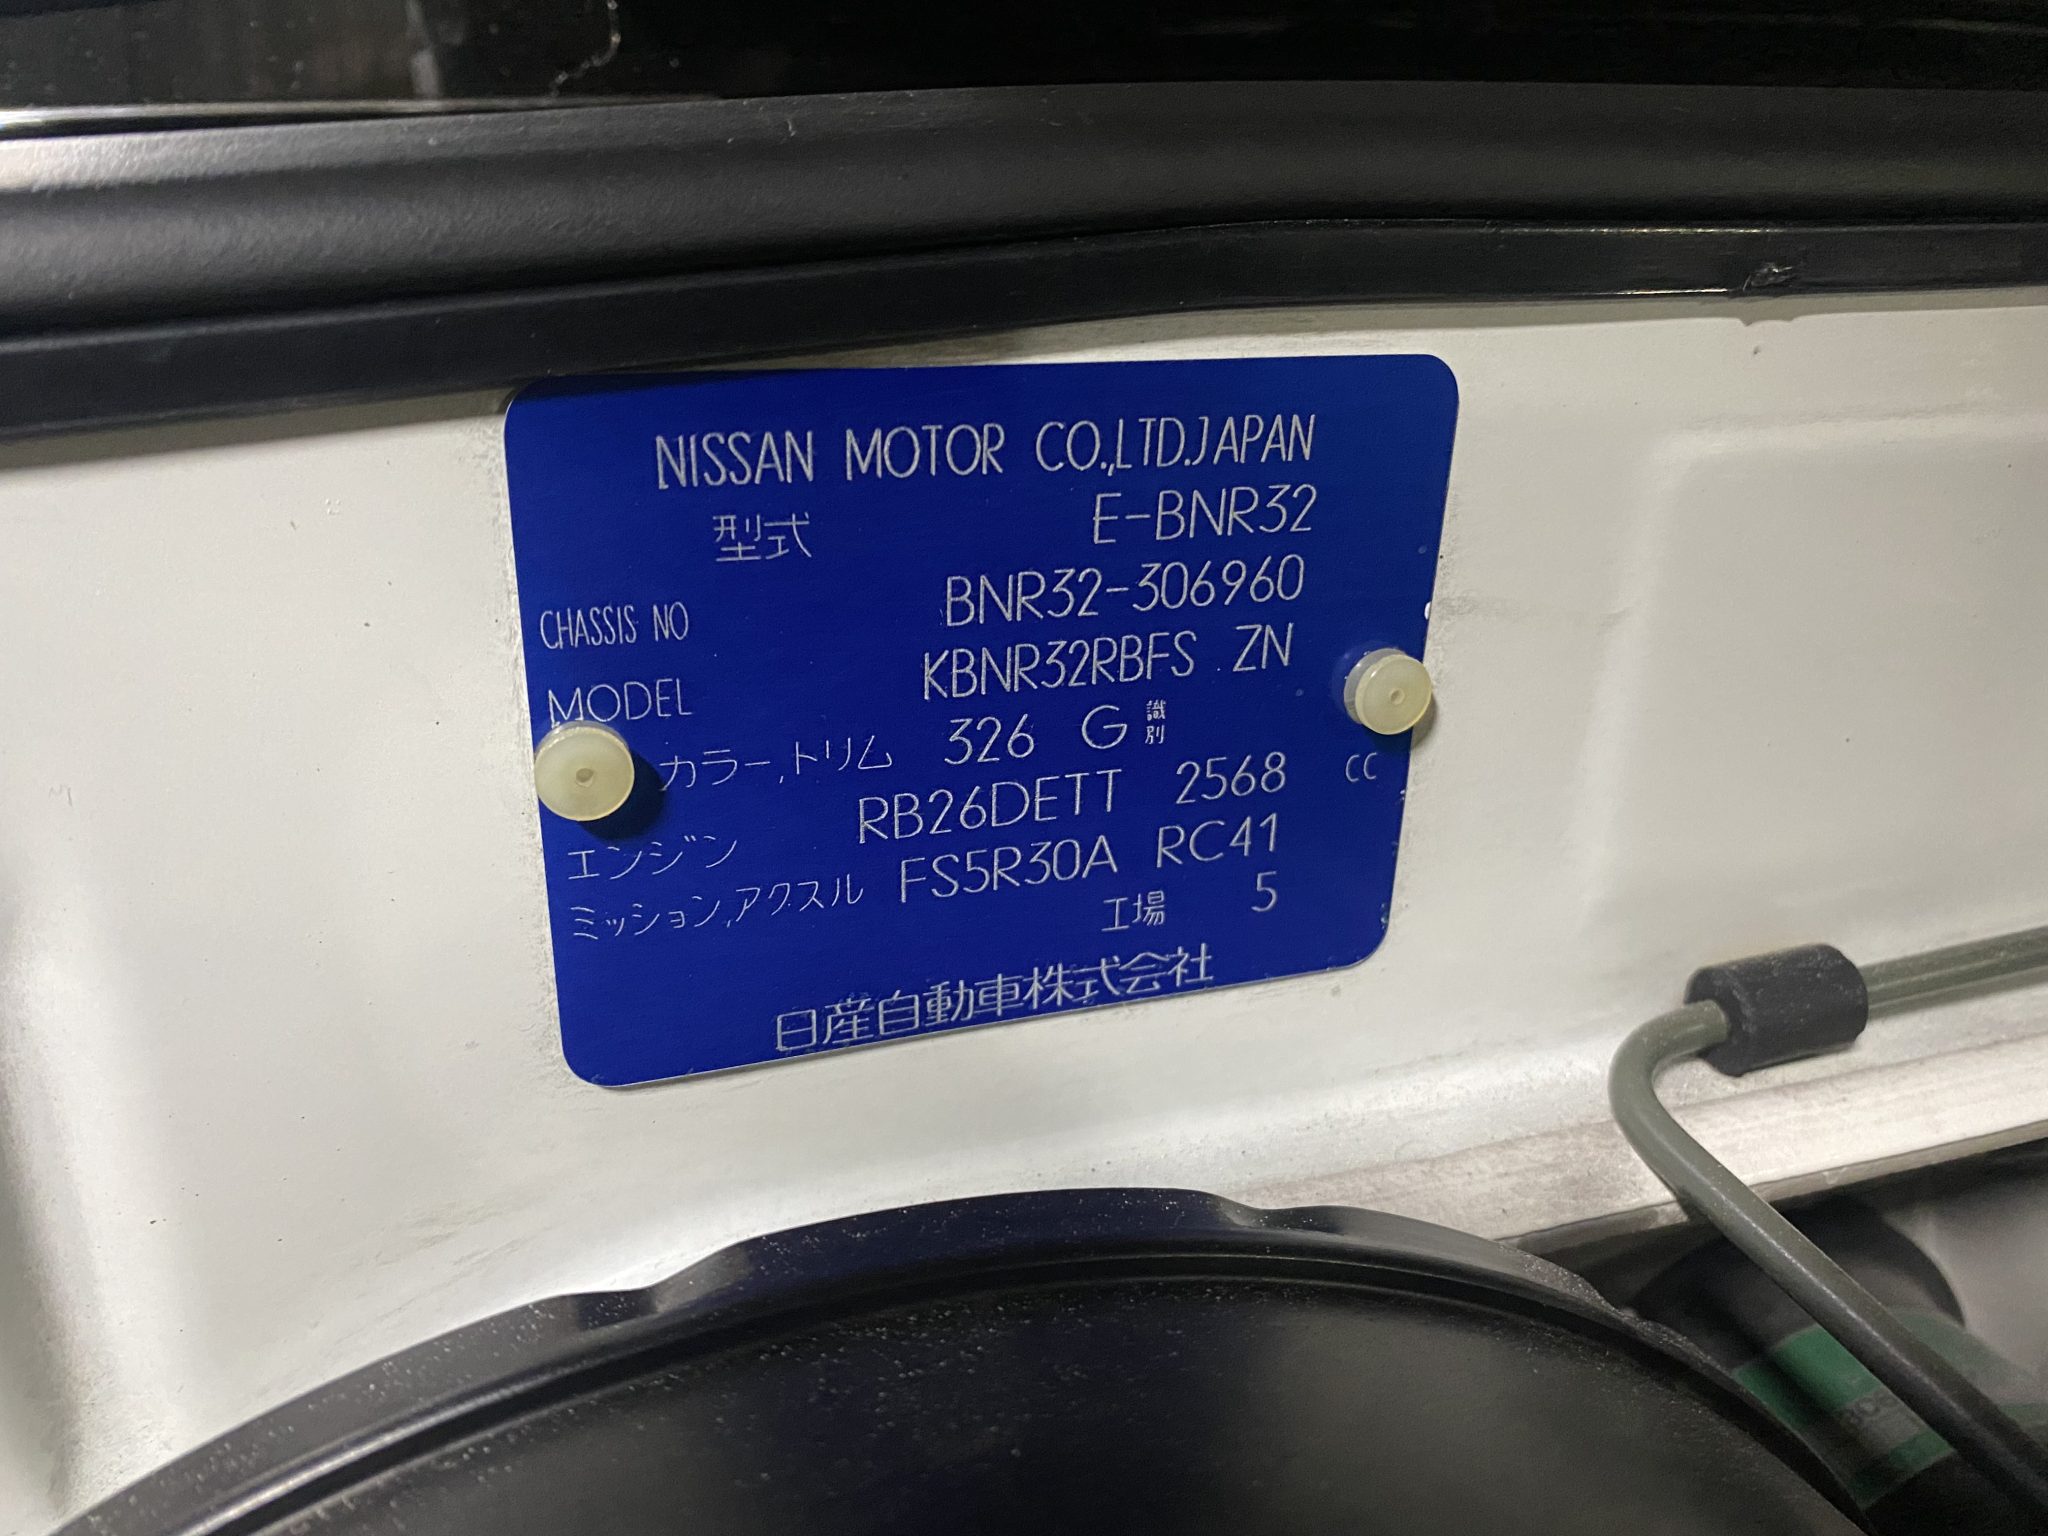 NISSAN MOTOR CO.,LTD.JAPAN
型式 E-BNR32
CHASSIS NO BNR32-306960
MODEL KBNR32RBFS ZN
カラー,トリム 326 G 識別
エンジン RB26DETT 2568 CC
ミッション,アクスル FS5R30A RC41
工場 5
日産自動車株式会社